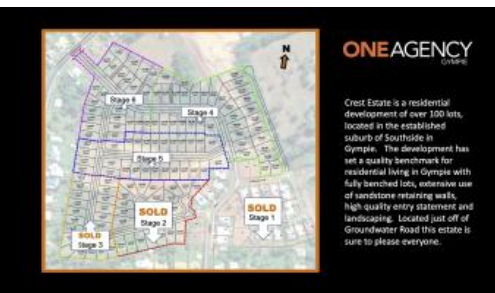 N
ONEAGENCY
GYMPIE
Stage 6
Stage 4
Stage 5
SOLD
Stage 2
SOLD
Stage 1
SOLD
Stage 3
Crest Estate is a residential
development of over 100 lots,
located in the established
suburb of Southside in
Gympie. The development has
set a quality benchmark for
residential living in Gympie with
fully benched lots, extensive use
of sandstone retaining walls,
high quality entry statement and
landscaping. Located just off of
Groundwater Road this estate is
sure to please everyone.